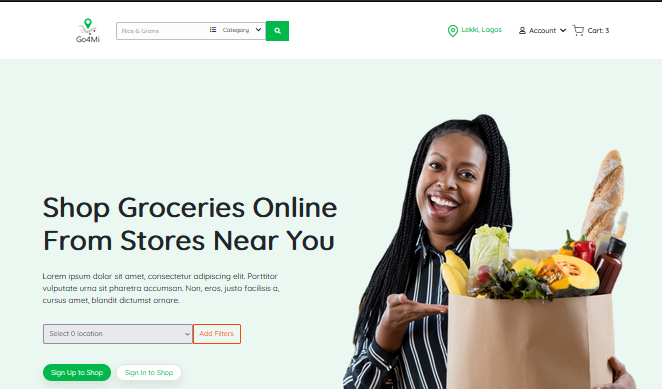 Go4Mi
Rice & Grains
Category
Lekki, Lagos
Account
Cart: 3
Shop Groceries Online
From Stores Near You
Lorem ipsum dolor sit amet, consectetur adipiscing elit. Porttitor
vulputate urna sit pharetra accumsan. Non, eros, justo facilisis a,
cursus amet, blandit dictumst ornare.
Select 0 location
Add Filters
Sign Up to Shop
Sign In to Shop